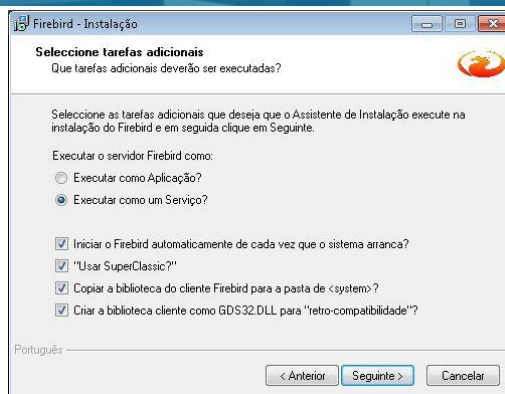 Firebird - Instalação
Seleccione tarefas adicionais
Que tarefas adicionais deverão ser executadas?
Seleccione as tarefas adicionais que deseja que o Assistente de Instalação execute na
instalação do Firebird e em seguida clique em Seguinte.
Executar o servidor Firebird como:
Executar como Aplicação?
Executar como um Serviço?
Iniciar o Firebird automaticamente de cada vez que o sistema arranca?
"Usar SuperClassic?"
Copiar a biblioteca do cliente Firebird para a pasta de <system>?
Criar a biblioteca cliente como GDS32.DLL para "retro-compatibilidade"?
Português
< Anterior Seguinte > Cancelar